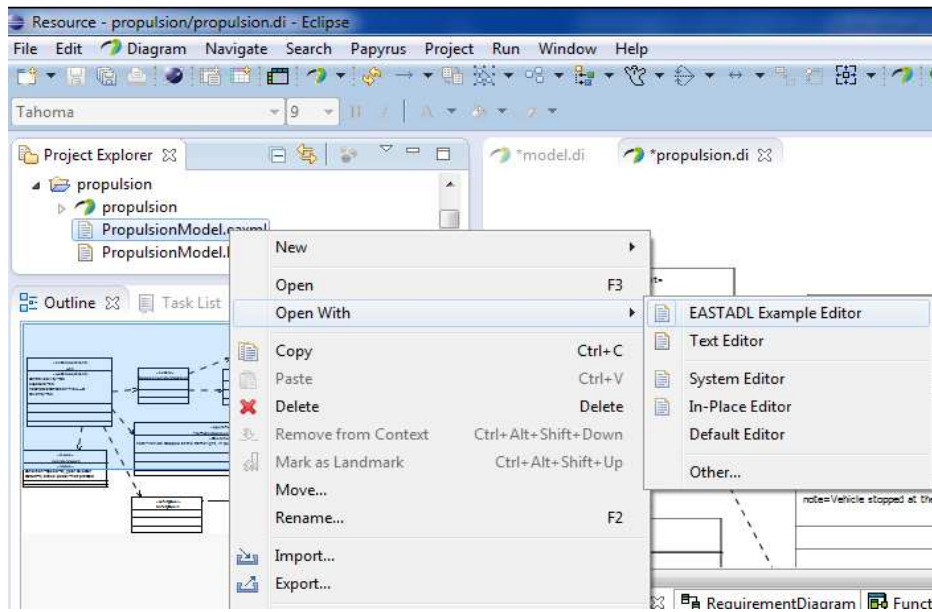 Resource - propulsion/propulsion.di - Eclipse
File Edit Diagram Navigate Search Papyrus Project Run Window Help
Tahoma 9
Project Explorer
*model.di *propulsion.di
propulsion
propulsion
PropulsionModel.eaxml
PropulsionModel.
New
Open F3
Open With
EASTADL Example Editor
Outline Task List
Text Editor
Copy Ctrl+C
Paste Ctrl+V
System Editor
Delete Delete
In-Place Editor
Remove from Context Ctrl+Alt+Shift+Down
Default Editor
Mark as Landmark Ctrl+Alt+Shift+Up
Other...
Move...
Rename... F2
note=Vehicle stopped at the
Import...
Export...
RequirementDiagram Funct